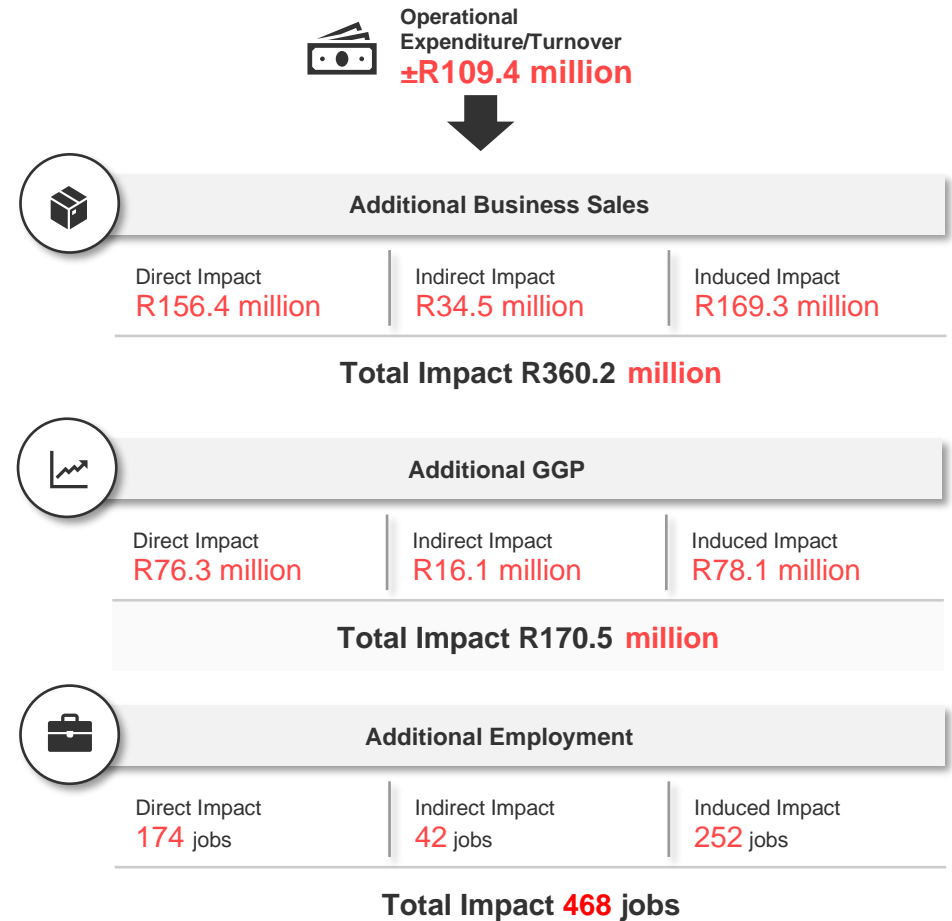 Operational
Expenditure/Turnover
±R109.4 million
Additional Business Sales
Direct Impact
R156.4 million
Indirect Impact
R34.5 million
Induced Impact
R169.3 million
Total Impact R360.2 million
Additional GGP
Direct Impact
R76.3 million
Indirect Impact
R16.1 million
Induced Impact
R78.1 million
Total Impact R170.5 million
Additional Employment
Direct Impact
174 jobs
Indirect Impact
42 jobs
Induced Impact
252 jobs
Total Impact 468 jobs